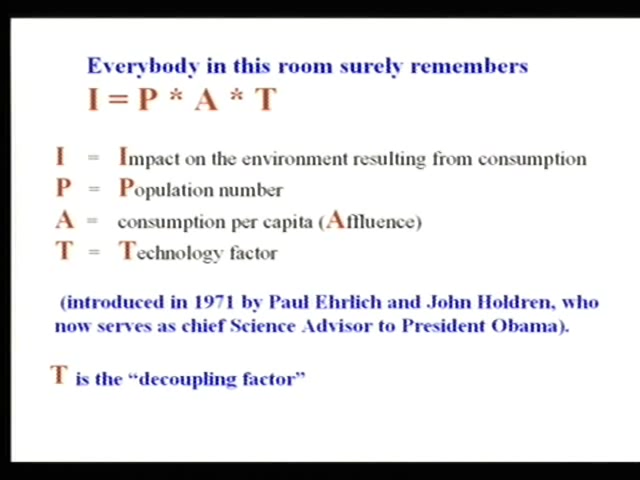 Everybody in this room surely remembers
I = P * A * T
I = Impact on the environment resulting from consumption
P = Population number
A = consumption per capita (Affluence)
T = Technology factor
(introduced in 1971 by Paul Ehrlich and John Holdren, who
now serves as chief Science Advisor to President Obama).
T is the “decoupling factor”